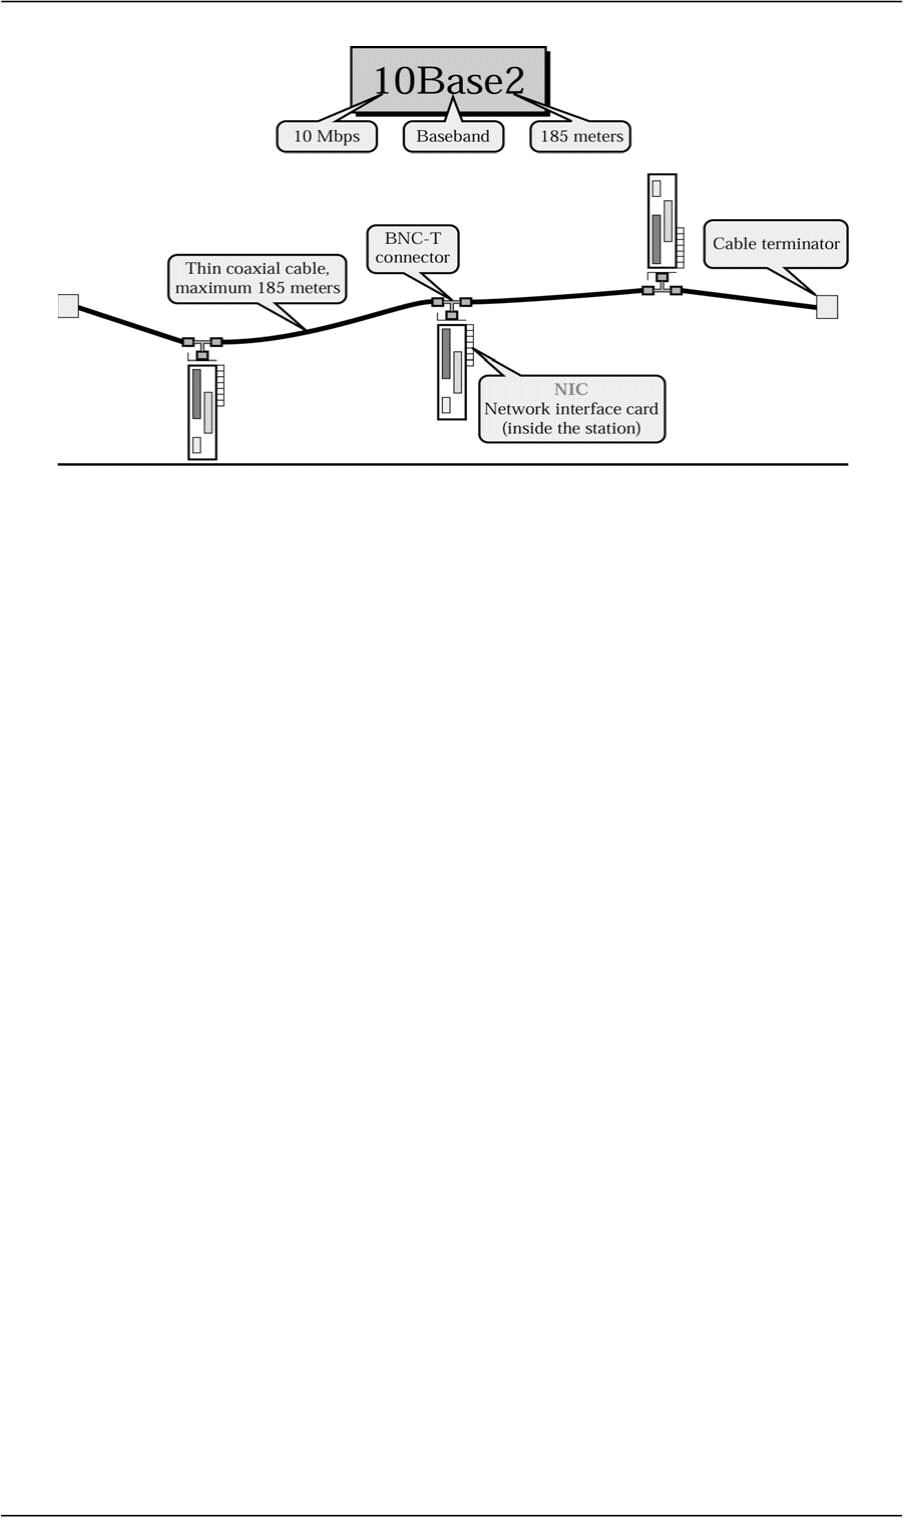 10Base2
10 Mbps
Baseband
185 meters
BNC-T
connector
Cable terminator
Thin coaxial cable,
maximum 185 meters
NIC
Network interface card
(inside the station)